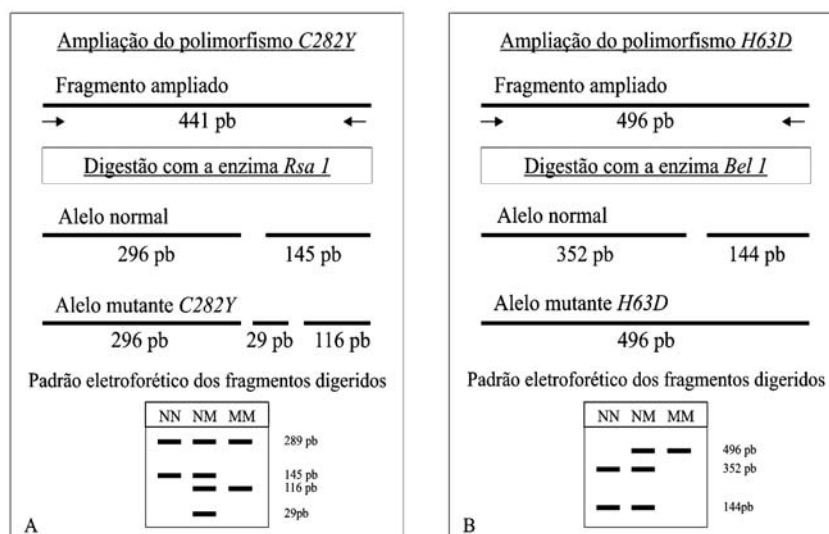 Ampliação do polimorfismo C282Y
Fragmento ampliado
441 pb
Digestão com a enzima Rsa 1
Alelo normal
296 pb 145 pb
Alelo mutante C282Y
296 pb 29 pb 116 pb
Padrão eletroforético dos fragmentos digeridos
NN NM MM
289 pb
145 pb
116 pb
29pb
A
Ampliação do polimorfismo H63D
Fragmento ampliado
496 pb
Digestão com a enzima Bel 1
Alelo normal
352 pb 144 pb
Alelo mutante H63D
496 pb
Padrão eletroforético dos fragmentos digeridos
NN NM MM
496 pb
352 pb
144pb
B